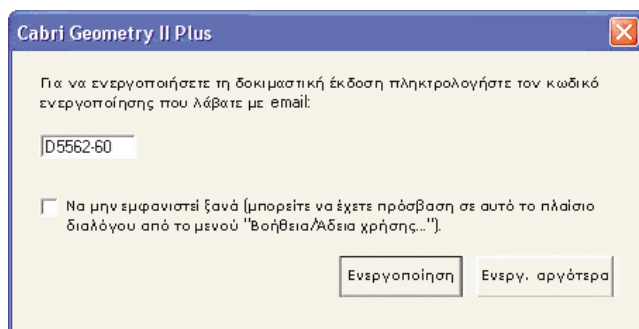 Cabri Geometry II Plus
Για να ενεργοποιήσετε τη δοκιμαστική έκδοση πληκτρολογήστε τον κωδικό
ενεργοποίησης που λάβατε με email:
D5562-60
Να μην εμφανιστεί ξανά (μπορείτε να έχετε πρόσβαση σε αυτό το πλαίσιο
διαλόγου από το μενού "Βοήθεια/Άδεια χρήσης...").
Ενεργοποίηση Ενεργ. αργότερα